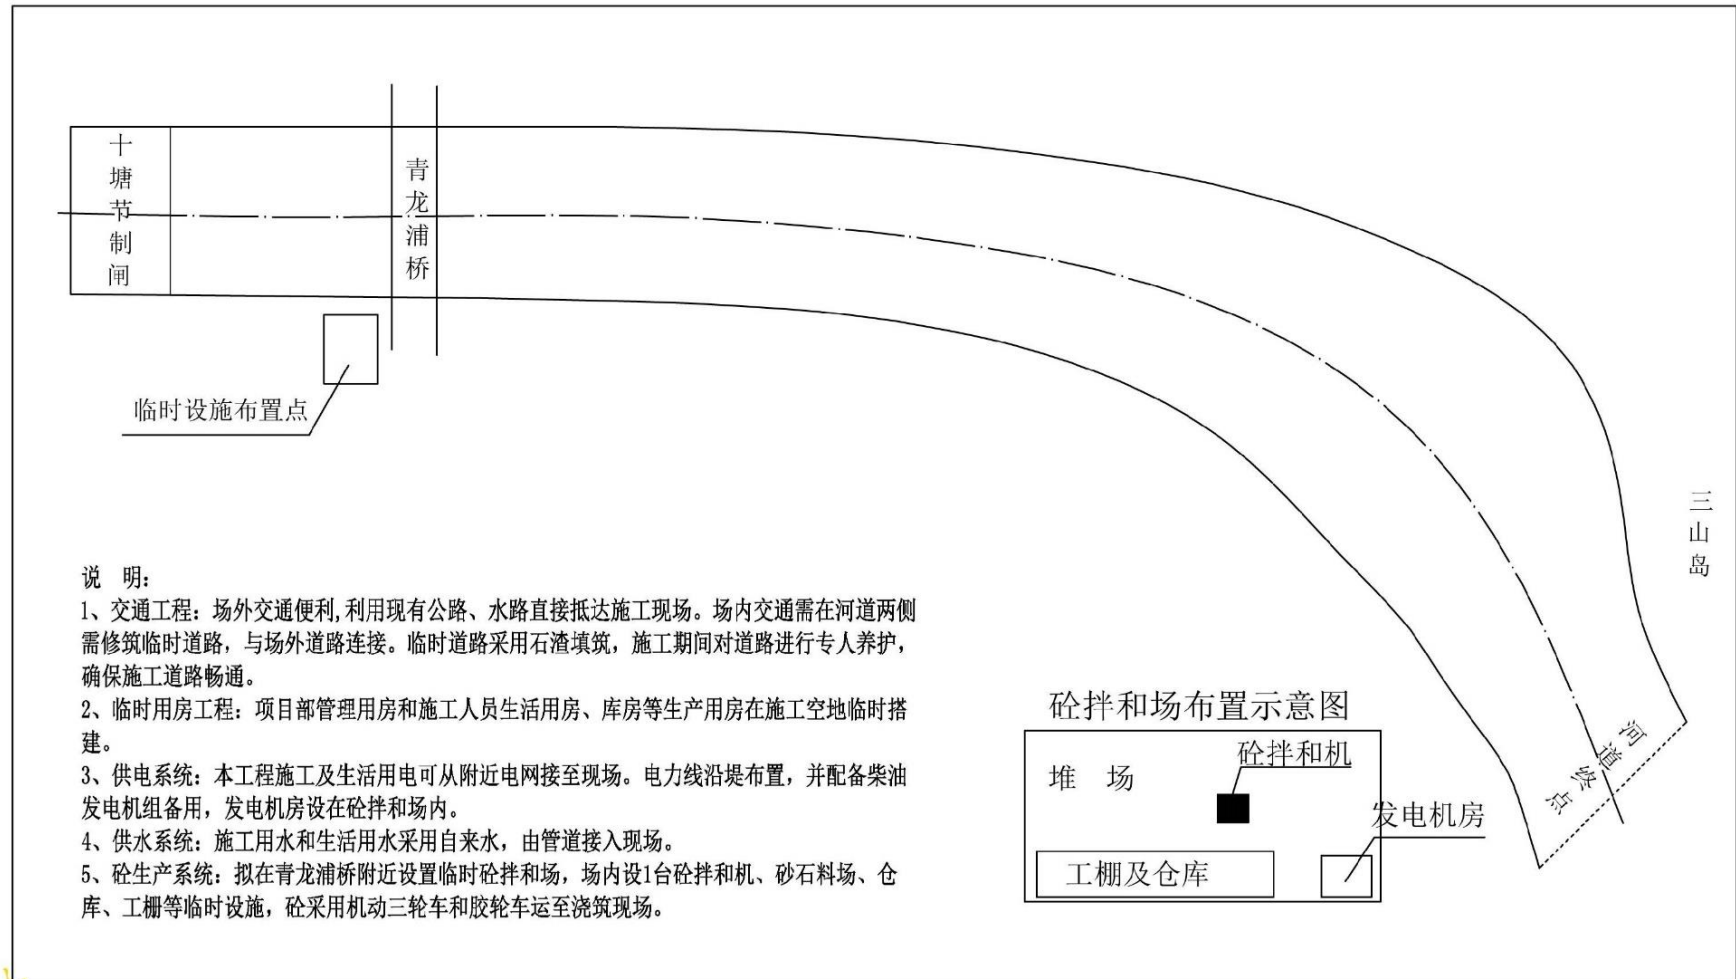 十塘节制闸
青龙浦桥
临时设施布置点
三山岛
说 明：
1、交通工程：场外交通便利,利用现有公路、水路直接抵达施工现场。场内交通需在河道两侧
需修筑临时道路，与场外道路连接。临时道路采用石渣填筑，施工期间对道路进行专人养护，
确保施工道路畅通。
2、临时用房工程：项目部管理用房和施工人员生活用房、库房等生产用房在施工空地临时搭
建。
3、供电系统：本工程施工及生活用电可从附近电网接至现场。电力线沿堤布置，并配备柴油
发电机组备用，发电机房设在砼拌和场内。
4、供水系统：施工用水和生活用水采用自来水，由管道接入现场。
5、砼生产系统：拟在青龙浦桥附近设置临时砼拌和场，场内设1台砼拌和机、砂石料场、仓
库、工棚等临时设施，砼采用机动三轮车和胶轮车运至浇筑现场。
砼拌和场布置示意图
砼拌和机
堆 场
发电机房
工棚及仓库
河道终点